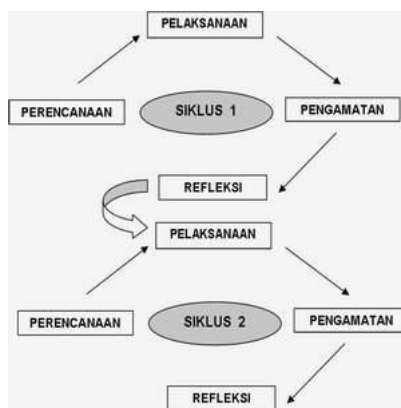 PELAKSANAAN
PERENCANAAN
SIKLUS 1
PENGAMATAN
REFLEKSI
PELAKSANAAN
PERENCANAAN
SIKLUS 2
PENGAMATAN
REFLEKSI